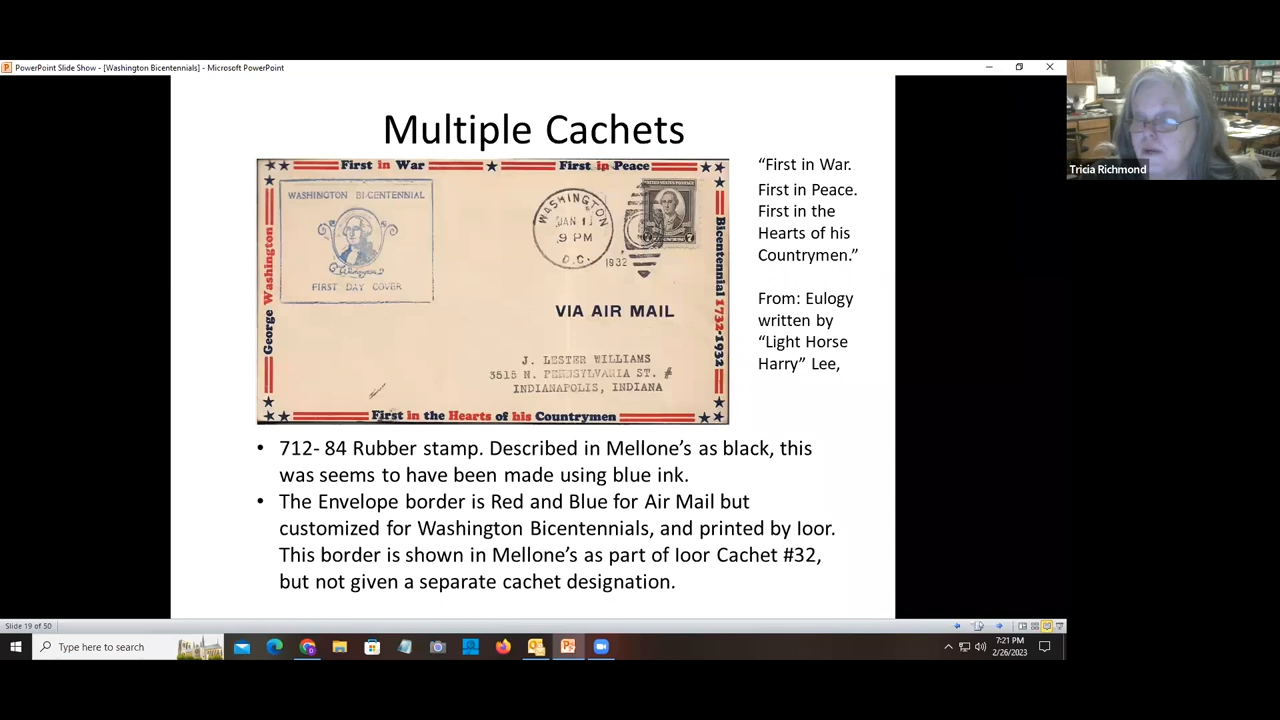 PowerPoint Slide Show - [Washington Bicentennials] - Microsoft PowerPoint
Tricia Richmond
Multiple Cachets
First in War
First in Peace
George Washington
Bicentennial 1732-1932
First in the Hearts of his Countrymen
WASHINGTON BI-CENTENNIAL
FIRST DAY COVER
WASHINGTON
JAN 1
9 PM
D.C.
1932
UNITED STATES POSTAGE
7
VIA AIR MAIL
J. LESTER WILLIAMS
3515 N. PENNSYLVANIA ST. #
INDIANAPOLIS, INDIANA
“First in War.
First in Peace.
First in the
Hearts of his
Countrymen.”
From: Eulogy
written by
“Light Horse
Harry” Lee,
• 712- 84 Rubber stamp. Described in Mellone’s as black, this
was seems to have been made using blue ink.
• The Envelope border is Red and Blue for Air Mail but
customized for Washington Bicentennials, and printed by Ioor.
This border is shown in Mellone’s as part of Ioor Cachet #32,
but not given a separate cachet designation.
Slide 19 of 50
Type here to search
7:21 PM
2/26/2023